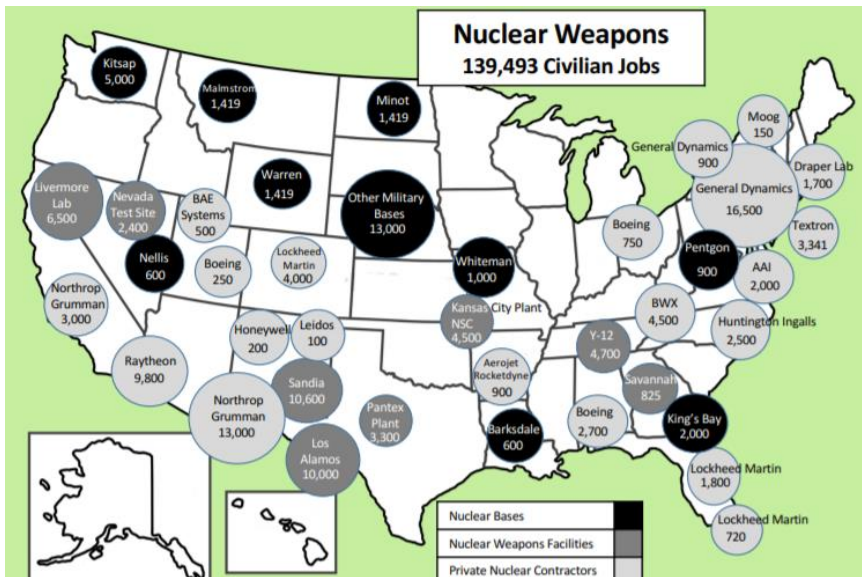 Nuclear Weapons
139,493 Civilian Jobs
Kitsap
5,000
Malmstrom
1,419
Minot
1,419
Moog
150
General Dynamics
900
Draper Lab
1,700
Warren
1,419
Livermore
Lab
6,500
Nevada
Test Site
2,400
BAE
Systems
500
Other Military
Bases
13,000
General Dynamics
16,500
Textron
3,341
Boeing
750
Pentgon
900
Nellis
600
Boeing
250
Lockheed
Martin
4,000
Whiteman
1,000
AAI
2,000
Northrop
Grumman
3,000
Kansas City Plant
NSC
4,500
BWX
4,500
Huntington Ingalls
2,500
Honeywell
200
Leidos
100
Y-12
4,700
Raytheon
9,800
Aerojet
Rocketdyne
900
Savannah
825
Sandia
10,600
Northrop
Grumman
13,000
Pantex
Plant
3,300
Barksdale
600
Boeing
2,700
King's Bay
2,000
Los
Alamos
10,000
Lockheed Martin
1,800
Lockheed Martin
720
Nuclear Bases
Nuclear Weapons Facilities
Private Nuclear Contractors